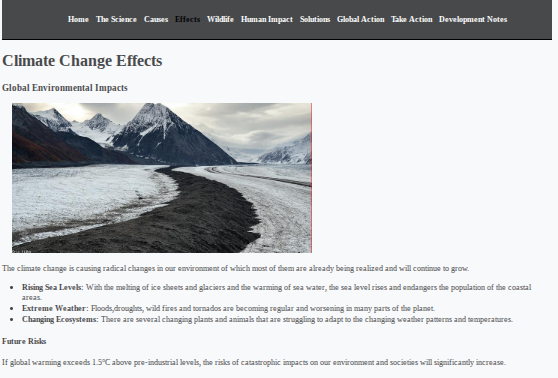 Home The Science Causes Effects Wildlife Human Impact Solutions Global Action Take Action Development Notes
Climate Change Effects
Global Environmental Impacts
The climate change is causing radical changes in our environment of which most of them are already being realized and will continue to grow.
• Rising Sea Levels: With the melting of ice sheets and glaciers and the warming of sea water, the sea level rises and endangers the population of the coastal
areas.
• Extreme Weather: Floods,droughts, wild fires and tornados are becoming regular and worsening in many parts of the planet.
• Changing Ecosystems: There are several changing plants and animals that are struggling to adapt to the changing weather patterns and temperatures.
Future Risks
If global warming exceeds 1.5°C above pre-industrial levels, the risks of catastrophic impacts on our environment and societies will significantly increase.